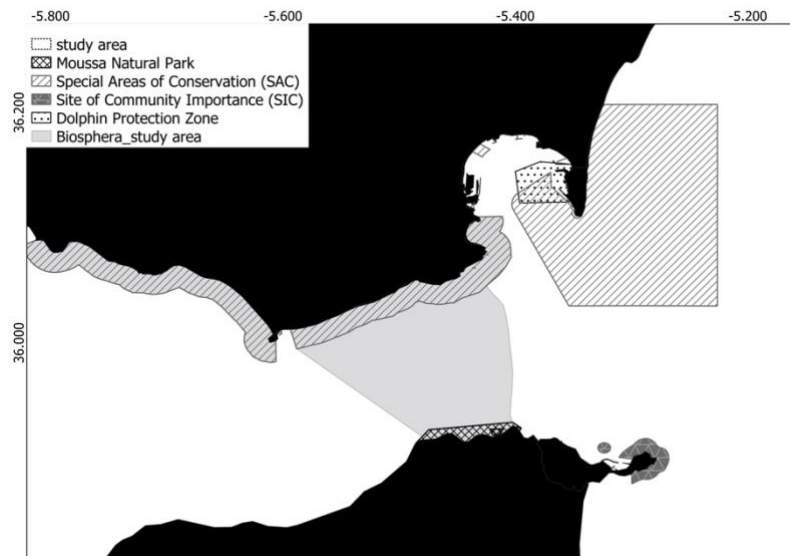 -5.800 -5.600 -5.400 -5.200
study area
Moussa Natural Park
Special Areas of Conservation (SAC)
Site of Community Importance (SIC)
Dolphin Protection Zone
Biosphera_study area
36.200
36.000